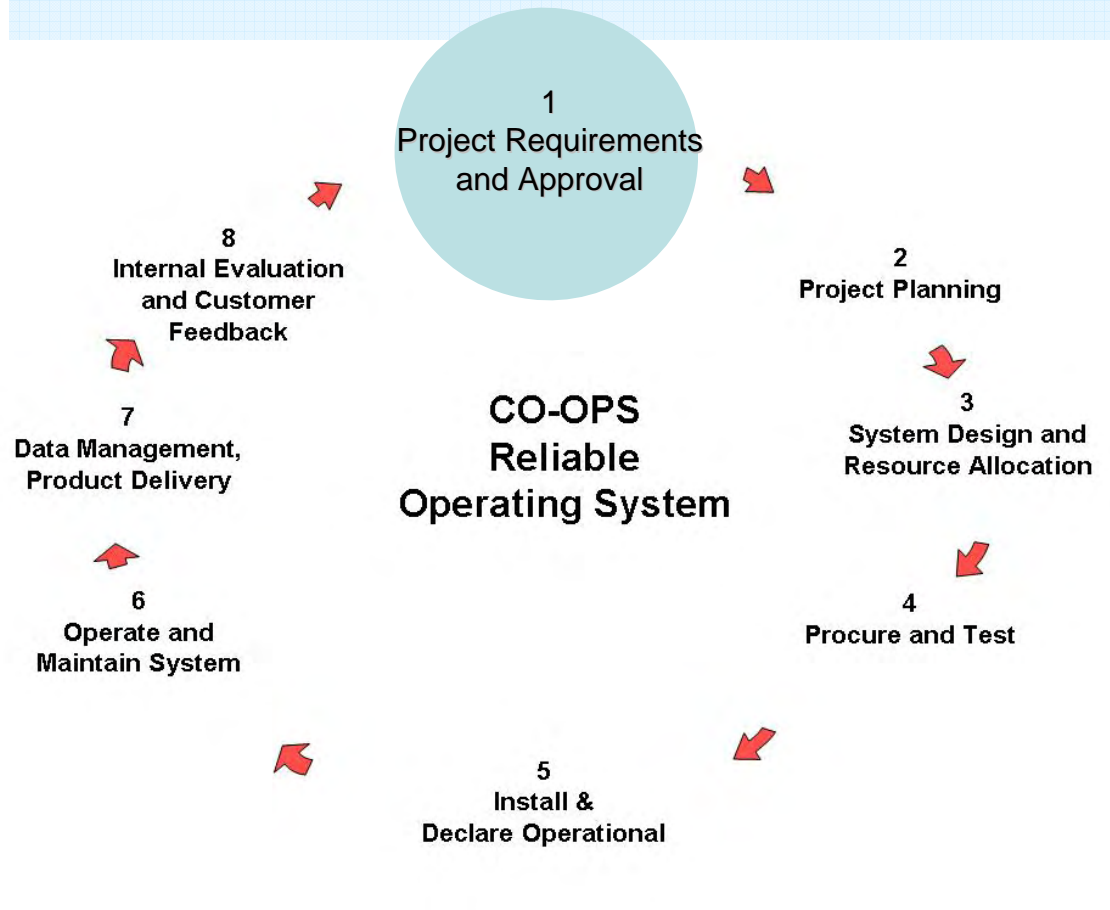 1
Project Requirements
and Approval
2
Project Planning
3
System Design and
Resource Allocation
4
Procure and Test
5
Install &
Declare Operational
6
Operate and
Maintain System
7
Data Management,
Product Delivery
8
Internal Evaluation
and Customer
Feedback
CO-OPS
Reliable
Operating System